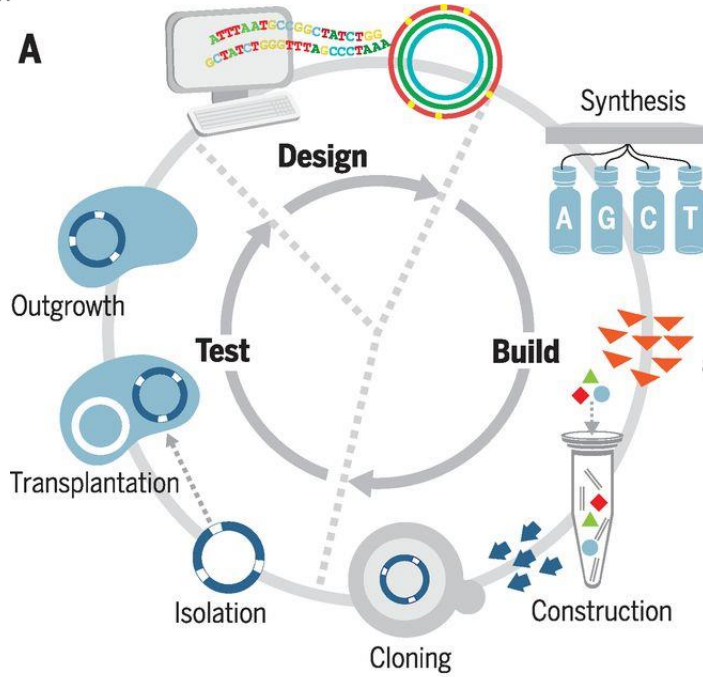 A
ATTTAATGCCGGCTATCTGG
GCTATCTGGGTTTAGCCCTAAA
Synthesis
Design
A G C T
Outgrowth
Test
Build
Transplantation
Isolation
Construction
Cloning